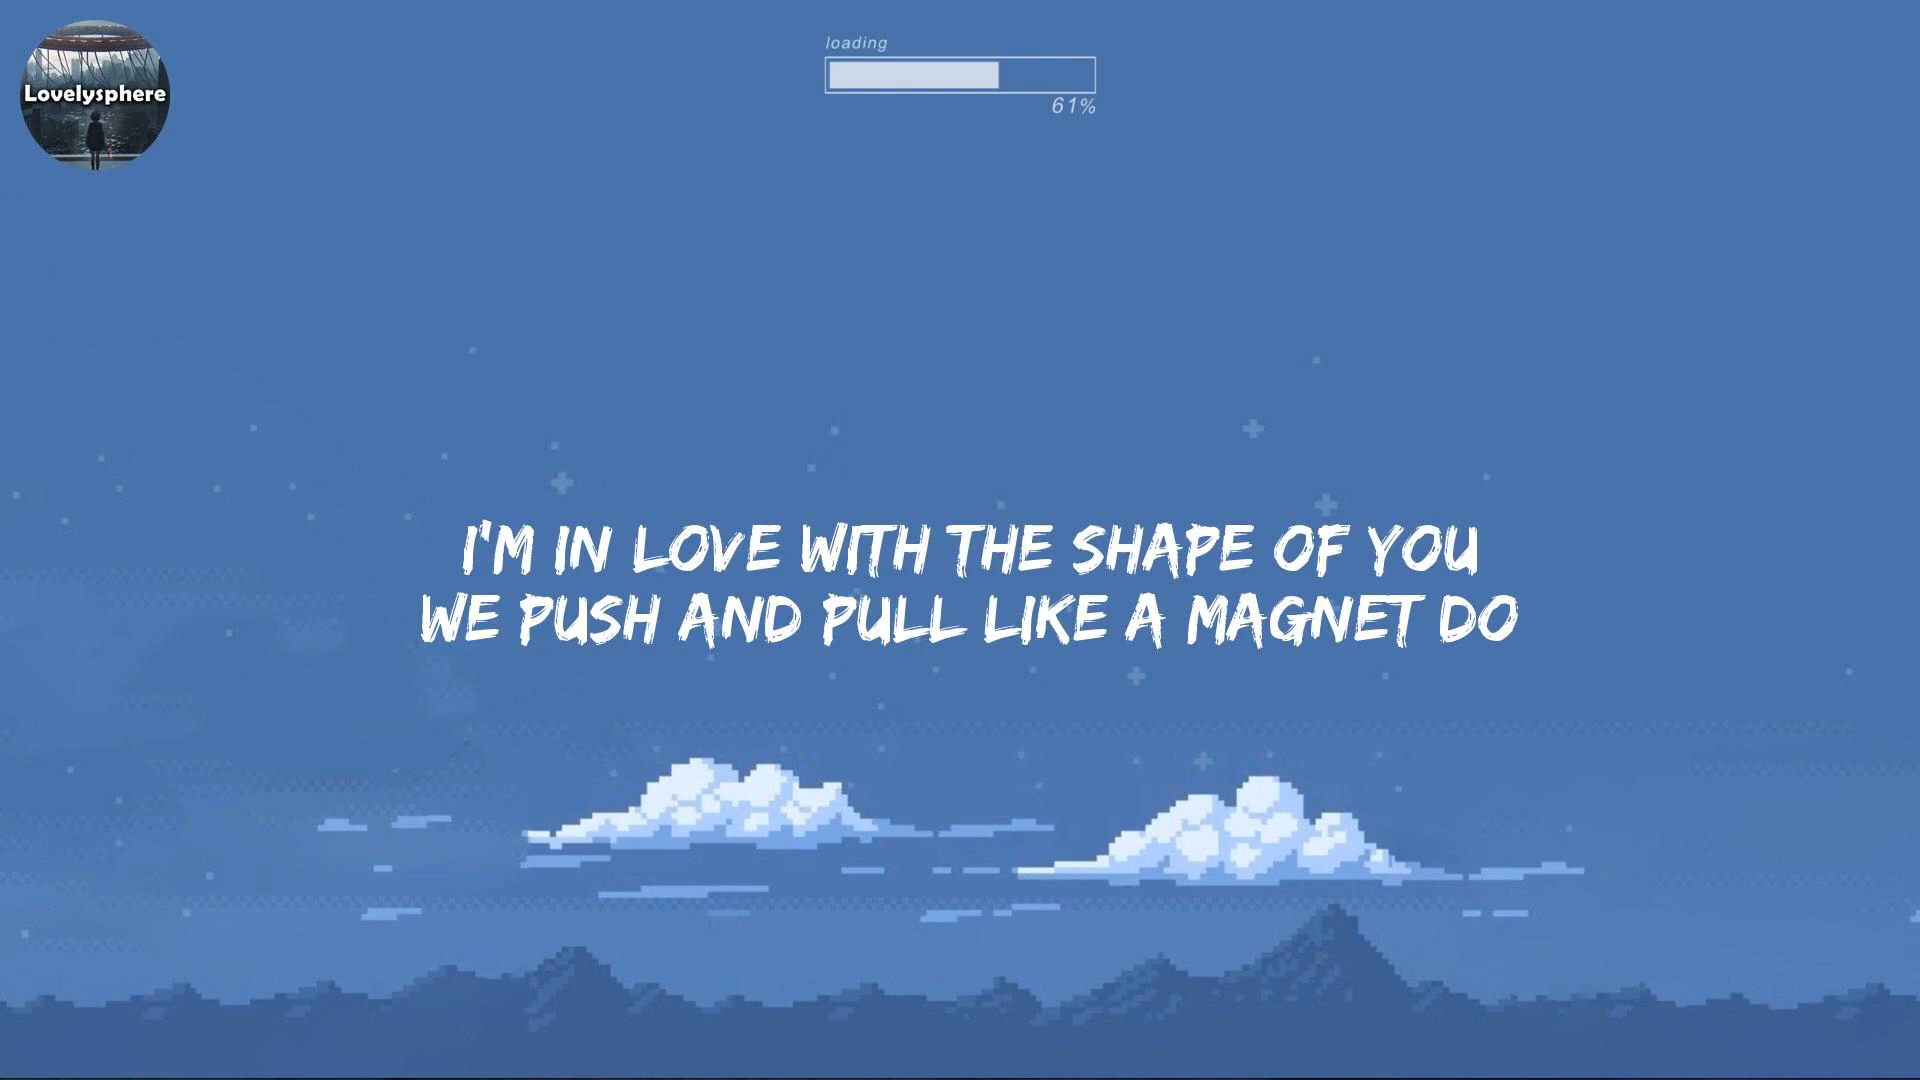 Lovelysphere
loading
61%
I'M IN LOVE WITH THE SHAPE OF YOU
WE PUSH AND PULL LIKE A MAGNET DO